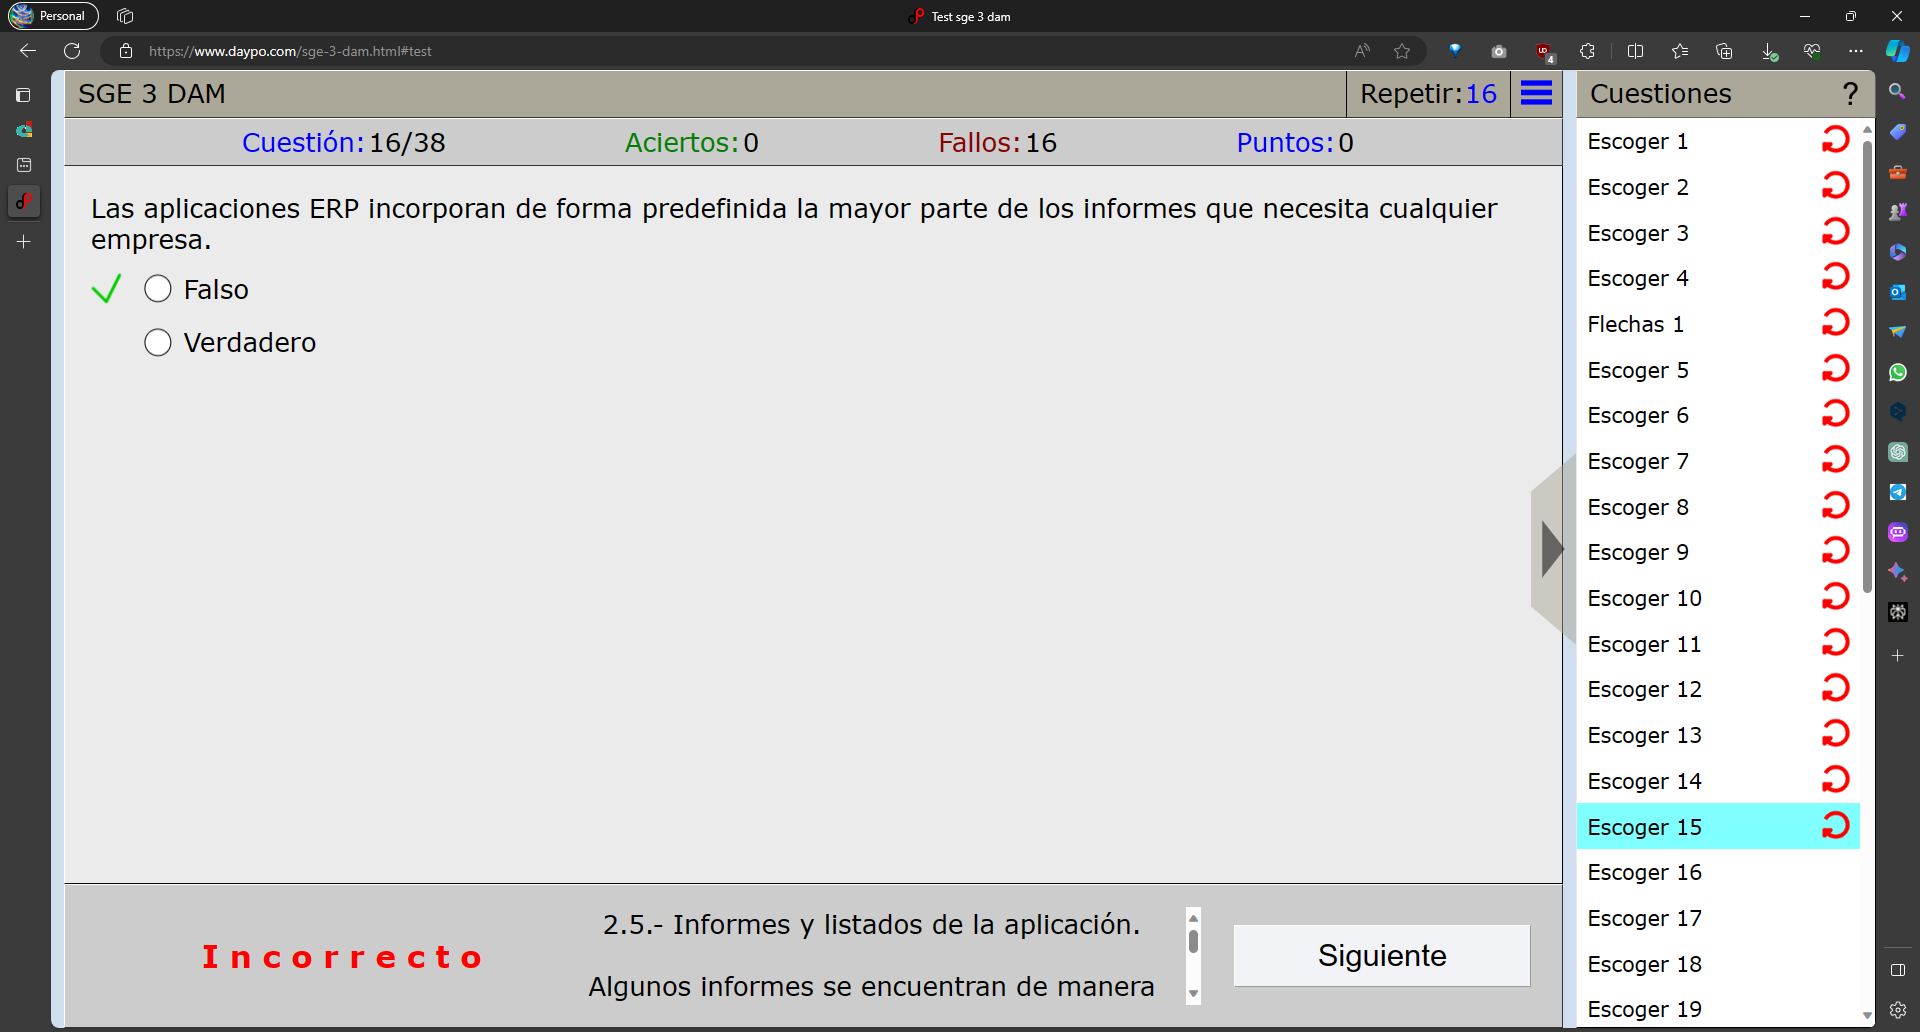 Personal
Test sge 3 dam
https://www.daypo.com/sge-3-dam.html#test
4
SGE 3 DAM
Repetir:16
Cuestiones
?
Cuestión:16/38
Aciertos:0
Fallos:16
Puntos:0
Las aplicaciones ERP incorporan de forma predefinida la mayor parte de los informes que necesita cualquier
empresa.
Falso
Verdadero
Incorrecto
2.5.- Informes y listados de la aplicación.
Algunos informes se encuentran de manera
Siguiente
Escoger 1
Escoger 2
Escoger 3
Escoger 4
Flechas 1
Escoger 5
Escoger 6
Escoger 7
Escoger 8
Escoger 9
Escoger 10
Escoger 11
Escoger 12
Escoger 13
Escoger 14
Escoger 15
Escoger 16
Escoger 17
Escoger 18
Escoger 19